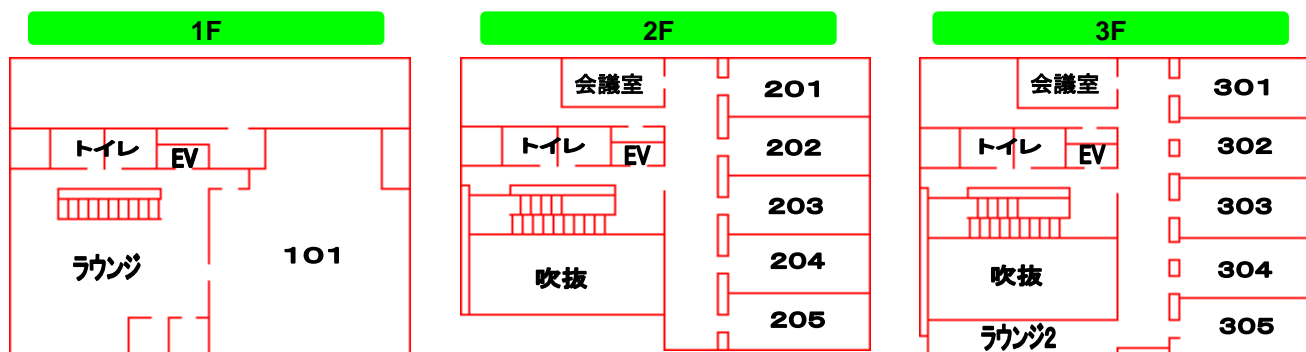 1F
トイレ
EV
ラウンジ
101
2F
会議室
201
トイレ
EV
202
203
吹抜
204
205
3F
会議室
301
トイレ
EV
302
303
吹抜
304
ラウンジ2
305